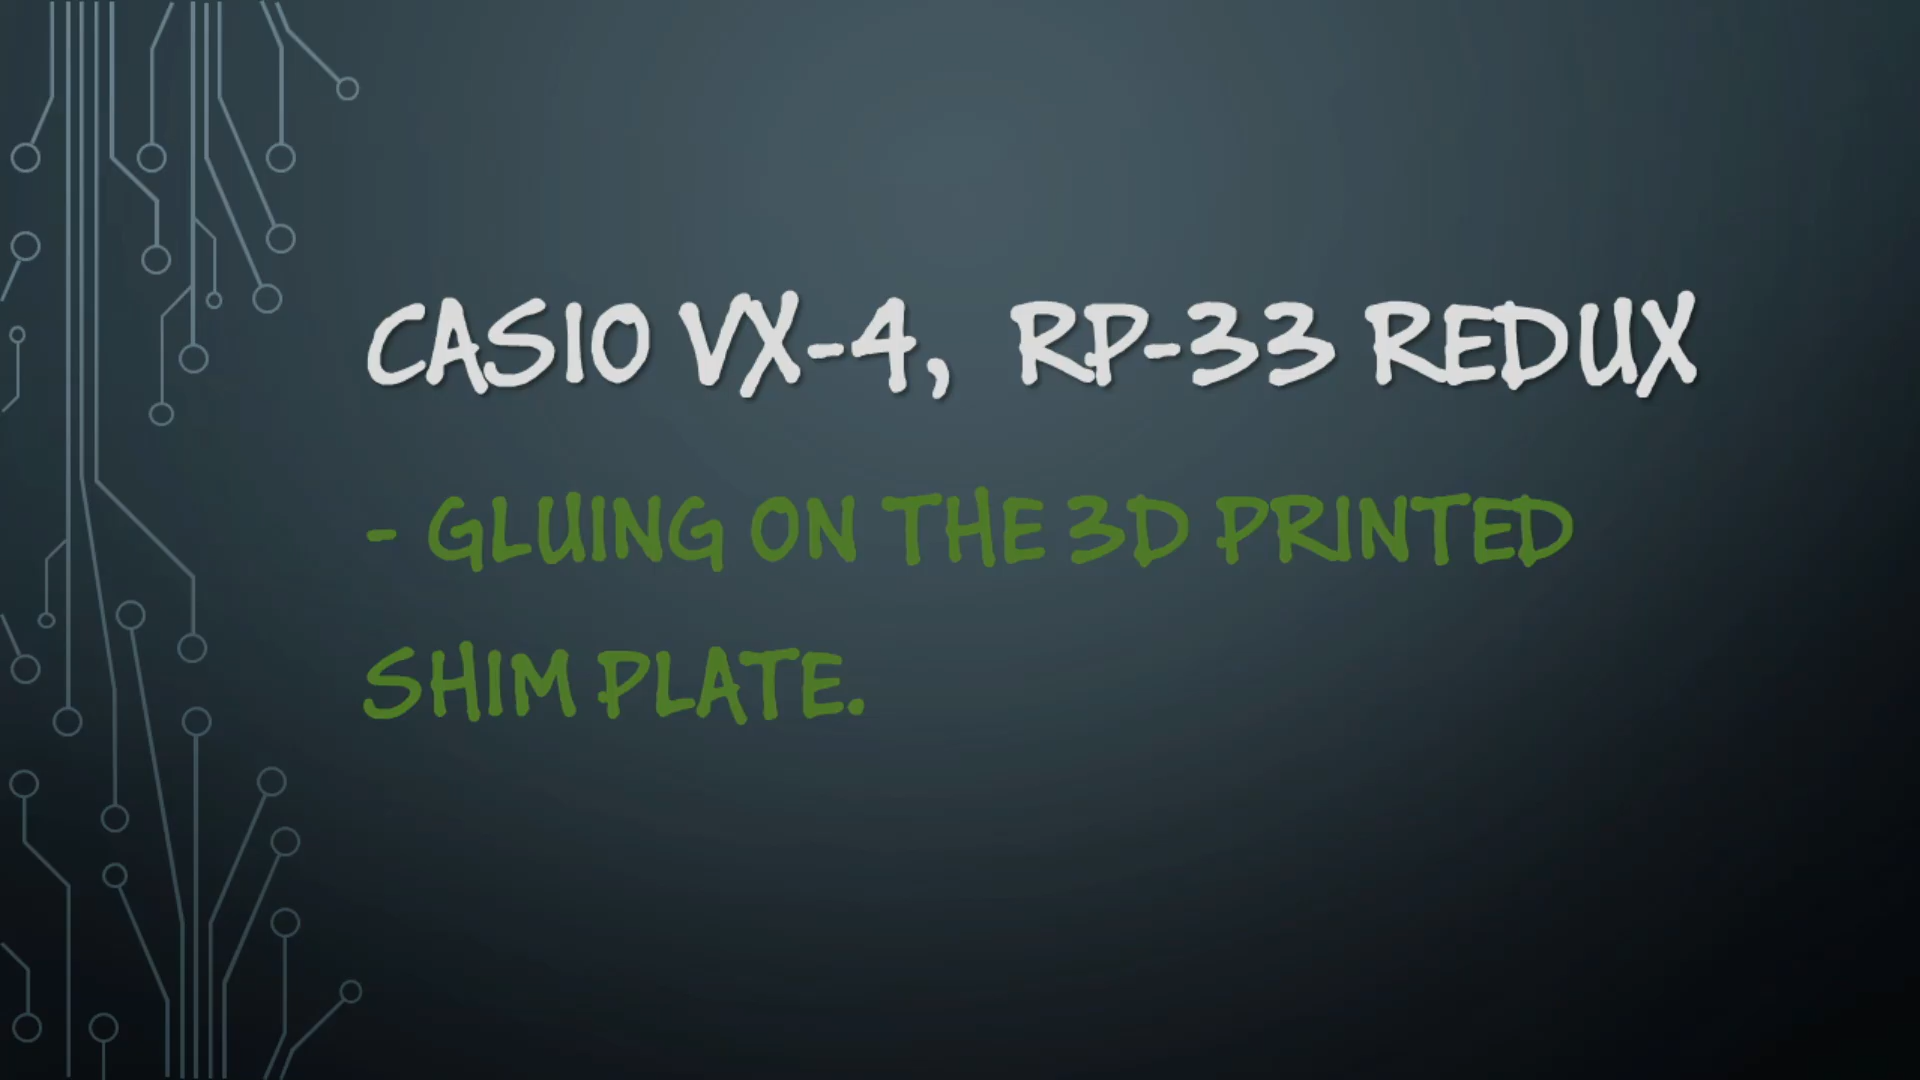 CASIO VX-4, RP-33 REDUX
- GLUING ON THE 3D PRINTED
SHIM PLATE.